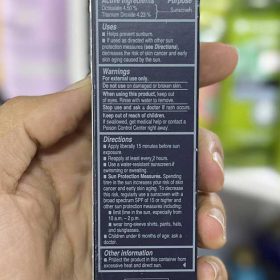 Active Ingredients Purpose
Octisalate 4.50% Sunscreen
Titanium Dioxide 4.23%
Uses
• Helps prevent sunburn.
• If used as directed with other sun
protection measures (see Directions),
decreases the risk of skin cancer and early
skin aging caused by the sun.
Warnings
For external use only.
Do not use on damaged or broken skin.
When using this product, keep out
of eyes. Rinse with water to remove.
Stop use and ask a doctor if rash occurs.
Keep out of reach of children.
If swallowed, get medical help or contact a
Poison Control Center right away.
Directions
• Apply liberally 15 minutes before sun
exposure.
• Reapply at least every 2 hours.
• Use a water-resistant sunscreen if
swimming or sweating.
• Sun Protection Measures. Spending
time in the sun increases your risk of skin
cancer and early skin aging. To decrease
this risk, regularly use a sunscreen with a
broad spectrum SPF of 15 or higher and
other sun protection measures including:
• limit time in the sun, especially from
10 a.m. – 2 p.m.
• wear long-sleeve shirts, pants, hats,
and sunglasses.
• Children under 6 months of age: ask a
doctor.
Other Information
• Protect the product in this container from
excessive heat and direct sun.